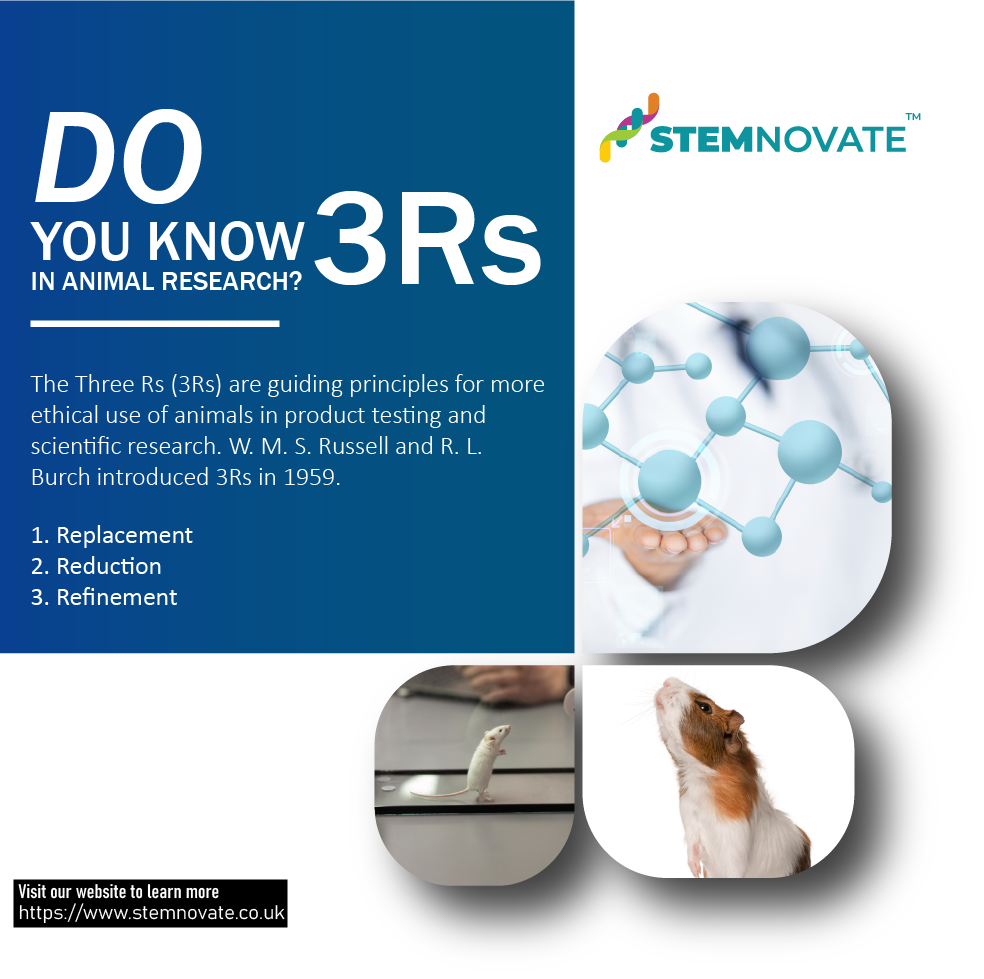 DO
YOU KNOW
IN ANIMAL RESEARCH?
3Rs
STEMNOVATE™
The Three Rs (3Rs) are guiding principles for more
ethical use of animals in product testing and
scientific research. W. M. S. Russell and R. L.
Burch introduced 3Rs in 1959.
1. Replacement
2. Reduction
3. Refinement
Visit our website to learn more
https://www.stemnovate.co.uk